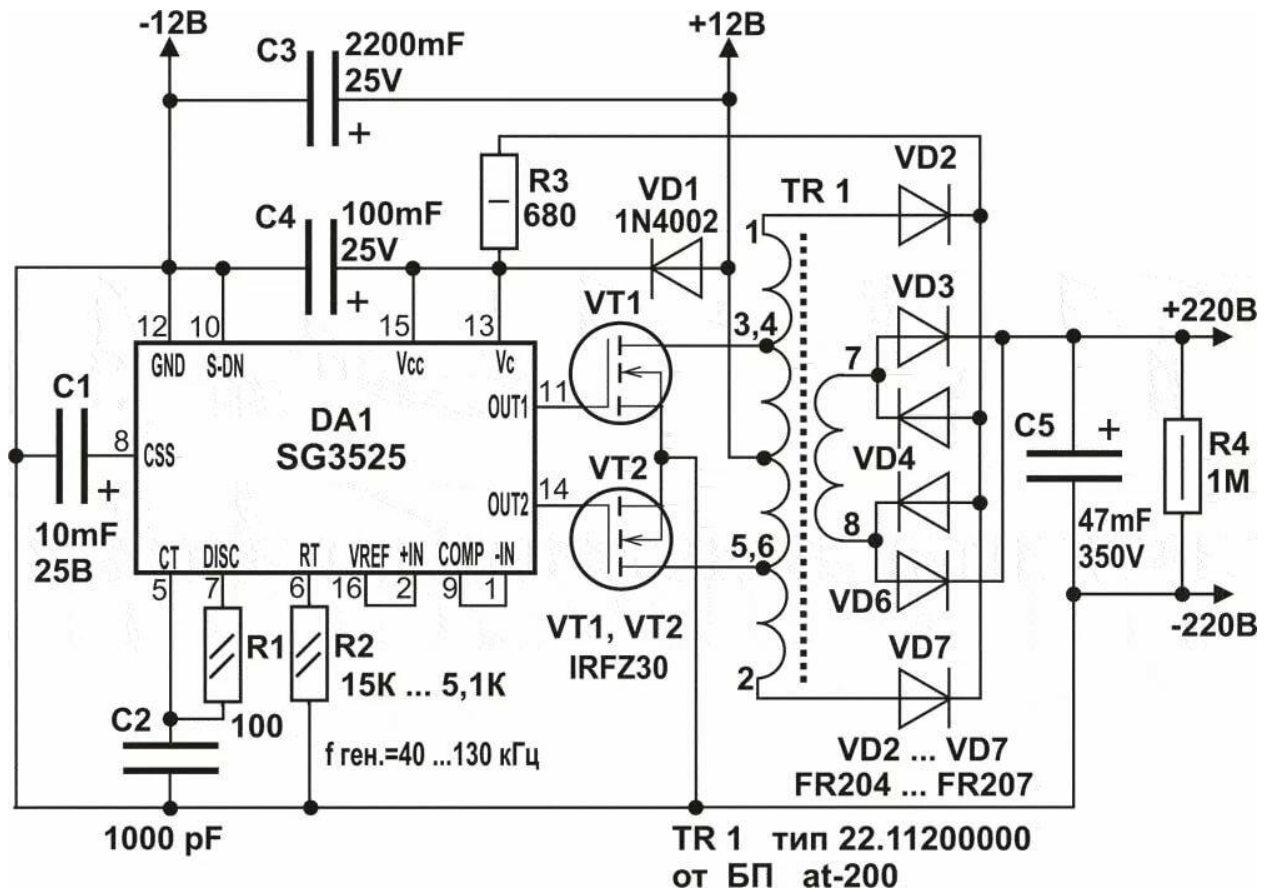 -12В
+12В
C3
2200mF
25V
+
C4
100mF
25V
+
R3
680
VD1
1N4002
TR 1
VD2
1
3,4
5,6
2
VD3
7
VD4
8
VD6
VD7
VD2 ... VD7
FR204 ... FR207
+220В
-220В
C5
+
47mF
350V
R4
1M
12
10
15
13
GND
S-DN
Vcc
Vc
DA1
SG3525
OUT1
11
OUT2
14
8
CSS
CT
DISC
RT
VREF
+IN
COMP
-IN
5
7
6
16
2
9
1
C1
+
10mF
25В
VT1
VT2
VT1, VT2
IRFZ30
R1
100
R2
15К ... 5,1К
C2
1000 pF
f ген.=40 ...130 кГц
TR 1 тип 22.11200000
от БП at-200